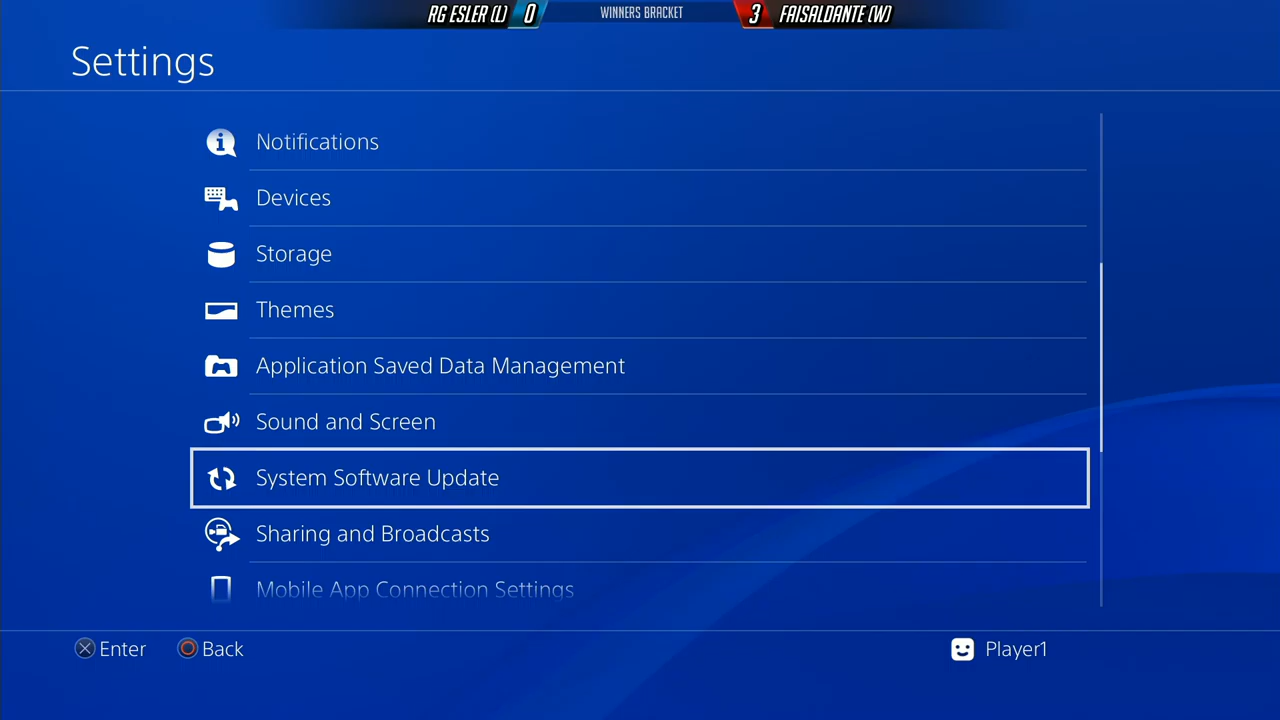 RG ESLER (L) 0 WINNERS BRACKET 3 FAISALDANTE (W)
Settings
Notifications
Devices
Storage
Themes
Application Saved Data Management
Sound and Screen
System Software Update
Sharing and Broadcasts
Mobile App Connection Settings
Enter Back Player1